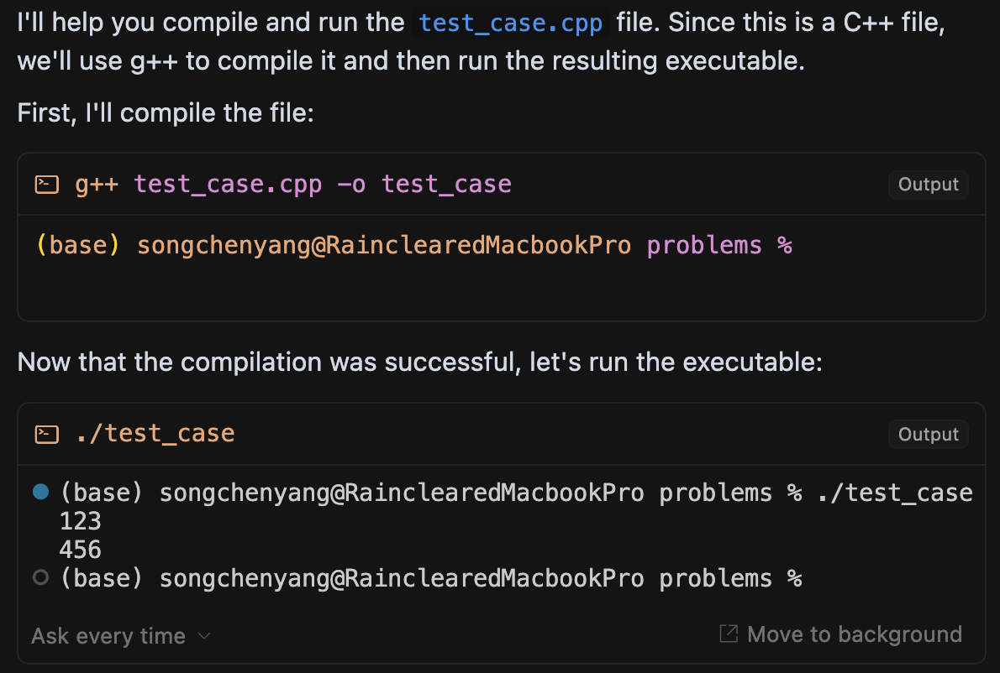 I'll help you compile and run the test_case.cpp file. Since this is a C++ file,
we'll use g++ to compile it and then run the resulting executable.
First, I'll compile the file:
g++ test_case.cpp -o test_case Output
(base) songchenyang@RainclearedMacbookPro problems %
Now that the compilation was successful, let's run the executable:
./test_case Output
(base) songchenyang@RainclearedMacbookPro problems % ./test_case
123
456
(base) songchenyang@RainclearedMacbookPro problems %
Ask every time Move to background